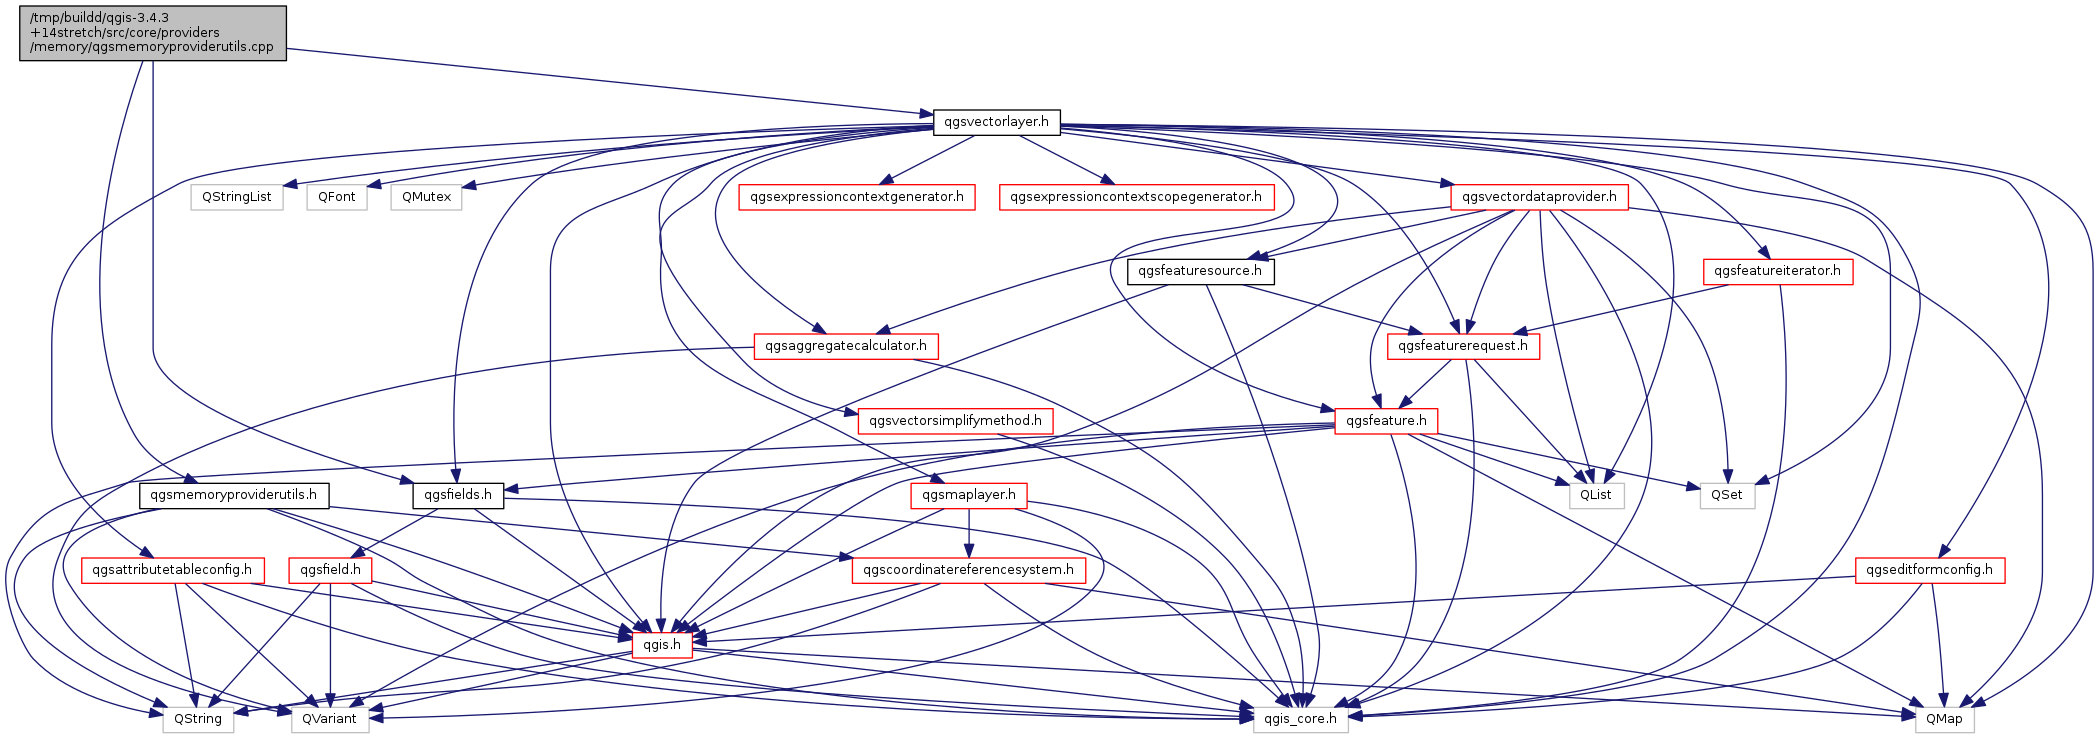 /tmp/buildd/qgis-3.4.3
+14stretch/src/core/providers
/memory/qgsmemoryproviderutils.cpp
qgsvectorlayer.h
QStringList
QFont
QMutex
qgsexpressioncontextgenerator.h
qgsexpressioncontextscopegenerator.h
qgsvectordataprovider.h
qgsfeaturesource.h
qgsfeatureiterator.h
qgsaggregatecalculator.h
qgsfeaturerequest.h
qgsvectorsimplifymethod.h
qgsfeature.h
qgsmemoryproviderutils.h
qgsfields.h
qgsmaplayer.h
QList
QSet
qgsattributetableconfig.h
qgsfield.h
qgscoordinatereferencesystem.h
qgseditformconfig.h
qgis.h
QString
QVariant
qgis_core.h
QMap